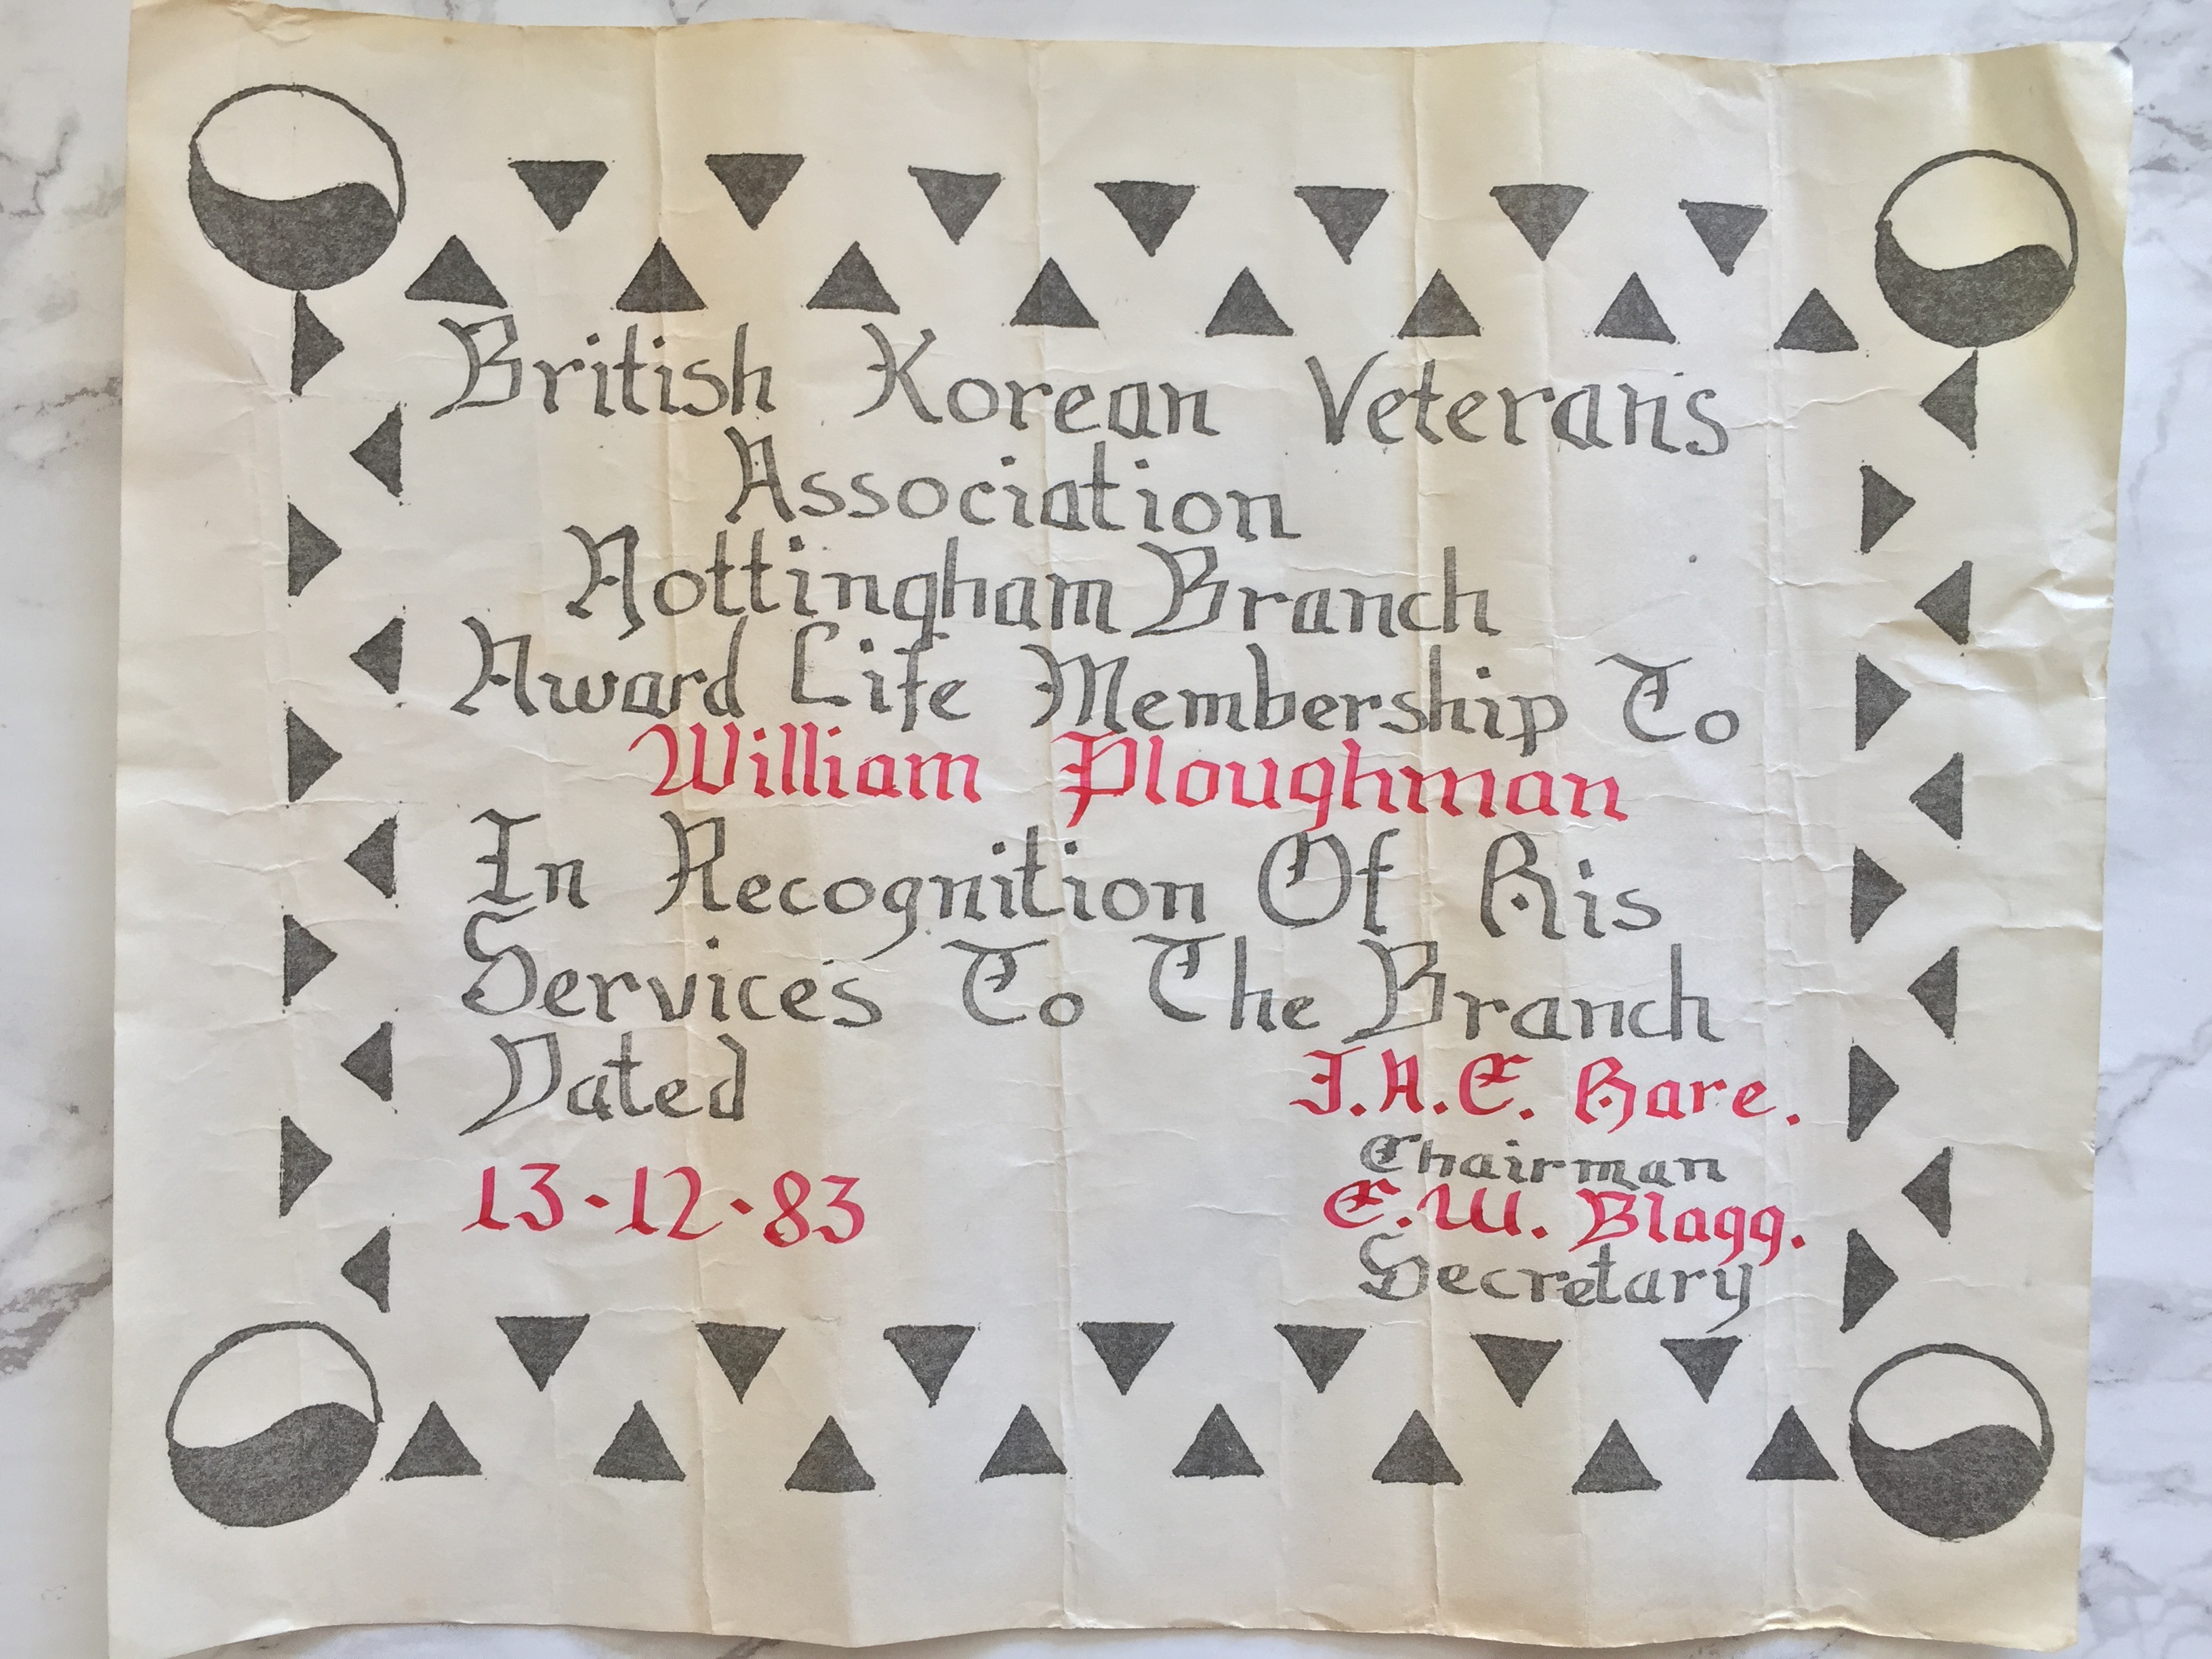 British Korean Veterans
Association
Nottingham Branch
Award Life Membership To
William Ploughman
In Recognition Of His
Services To The Branch
Dated
J.A.E. Hare.
Chairman
13-12-83
E.W. Blagg.
Secretary